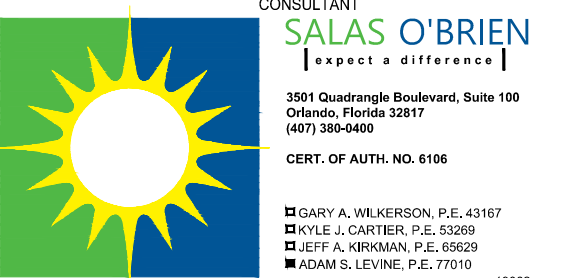 CONSULTANT
SALAS O'BRIEN
expect a difference
3501 Quadrangle Boulevard, Suite 100
Orlando, Florida 32817
(407) 380-0400
CERT. OF AUTH. NO. 6106
GARY A. WILKERSON, P.E. 43167
KYLE J. CARTIER, P.E. 53269
JEFF A. KIRKMAN, P.E. 65629
ADAM S. LEVINE, P.E. 77010